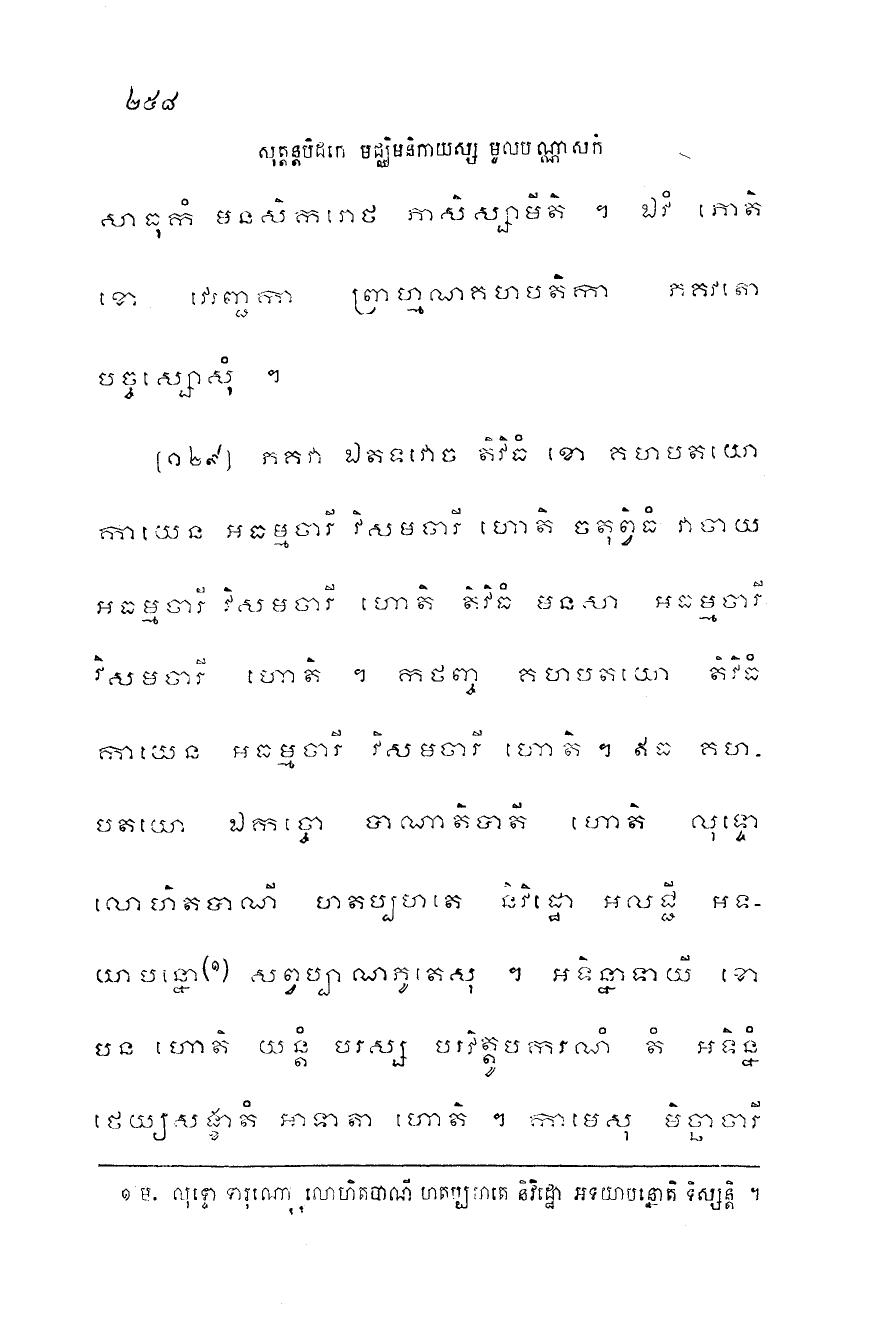 ២៥៨
សុត្តន្តបិដកេ មជ្ឈិមនិកាយស្ស មូលបណ្ណាសកំ
សាធុកំ មនសិករោថ ភាសិស្សាមីតិ ។ ឯវំ ភោតិ
ខោ វេរញ្ជកា ព្រាហ្មណគហបតិកា ភគវតោ
បច្ចស្សោសុំ ។
[១២៩] ភគវា ឯតទវោច តិវិធំ ខោ គហបតយោ
កាយេន អធម្មចារី វិសមចារី ហោតិ ចតុព្វិធំ វាចាយ
អធម្មចារី វិសមចារី ហោតិ តិវិធំ មនសា អធម្មចារី
វិសមចារី ហោតិ ។ កថញ្ច គហបតយោ តិវិធំ
កាយេន អធម្មចារី វិសមចារី ហោតិ ។ ឥធ គហ-
បតយោ ឯកច្ចោ បាណាតិបាតី ហោតិ លុទ្ទោ
លោហិតបាណី ហតប្បហតេ និវិដ្ឋោ អលជ្ជី អទ-
យាបន្នោ(១) សព្វប្បាណភូតេសុ ។ អទិន្នាទាយី ខោ
បន ហោតិ យន្តំ បរស្ស បរវិត្តូបការណំ តំ អទិន្នំ
ថេយ្យសង្ខាតំ អាទាតា ហោតិ ។ កាមេសុ មិច្ឆាចារី
១ ម. លុទ្ទោ ទារុណោ លោហិតបាណី ហតប្បហតេ និវិដ្ឋោ អទយាបន្នោតិ ទិស្សន្តិ ។